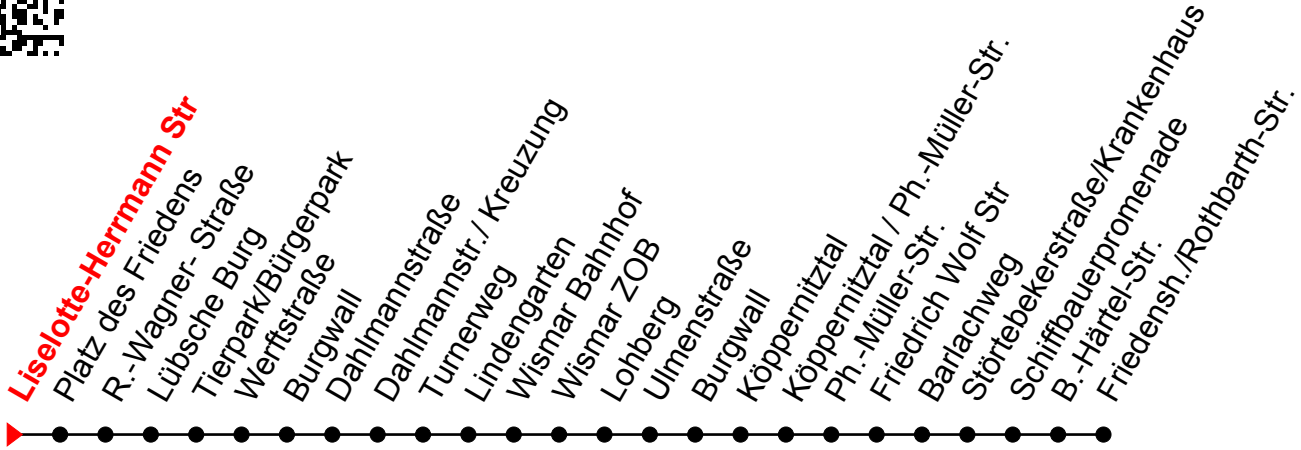 Liselotte-Herrmann Str
Platz des Friedens
R.-Wagner- Straße
Lübsche Burg
Tierpark/Bürgerpark
Werftstraße
Burgwall
Dahlmannstraße
Dahlmannstr./ Kreuzung
Turnerweg
Lindengarten
Wismar Bahnhof
Wismar ZOB
Lohberg
Ulmenstraße
Burgwall
Köppernitztal
Köppernitztal / Ph.-Müller-Str.
Ph.-Müller-Str.
Friedrich Wolf Str
Barlachweg
Störtebekerstraße/Krankenhaus
Schiffbauerpromenade
B.-Härtel-Str.
Friedensh./Rothbarth-Str.